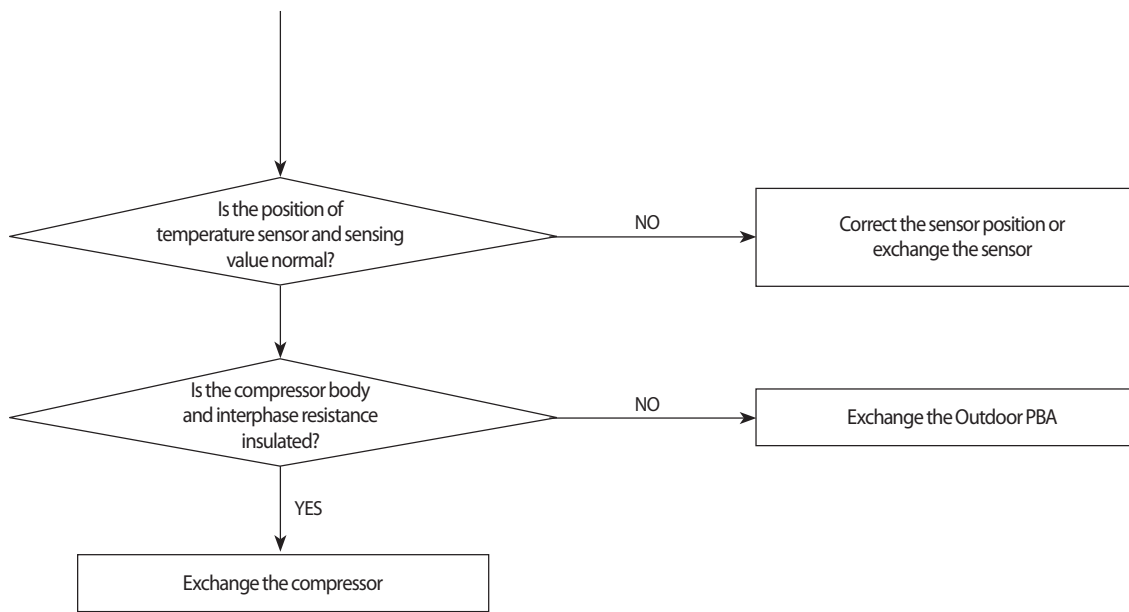 Is the position of
temperature sensor and sensing
value normal?
NO
Correct the sensor position or
exchange the sensor
Is the compressor body
and interphase resistance
insulated?
NO
Exchange the Outdoor PBA
YES
Exchange the compressor